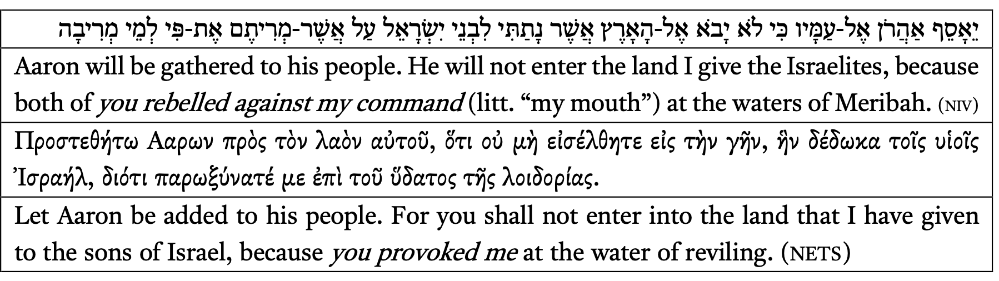 יֵאָסֵף אַהֲרֹן אֶל-עַמָּיו כִּי לֹא יָבֹא אֶל-הָאָרֶץ אֲשֶׁר נָתַתִּי לִבְנֵי יִשְׂרָאֵל עַל אֲשֶׁר-מְרִיתֶם אֶת-פִּי לְמֵי מְרִיבָה
Aaron will be gathered to his people. He will not enter the land I give the Israelites, because
both of you rebelled against my command (litt. “my mouth”) at the waters of Meribah. (NIV)
Προστεθήτω Ααρων πρὸς τὸν λαὸν αὐτοῦ, ὅτι οὐ μὴ εἰσέλθητε εἰς τὴν γῆν, ἣν δέδωκα τοῖς υἱοῖς
Ἰσραήλ, διότι παρωξύνατέ με ἐπὶ τοῦ ὕδατος τῆς λοιδορίας.
Let Aaron be added to his people. For you shall not enter into the land that I have given
to the sons of Israel, because you provoked me at the water of reviling. (NETS)